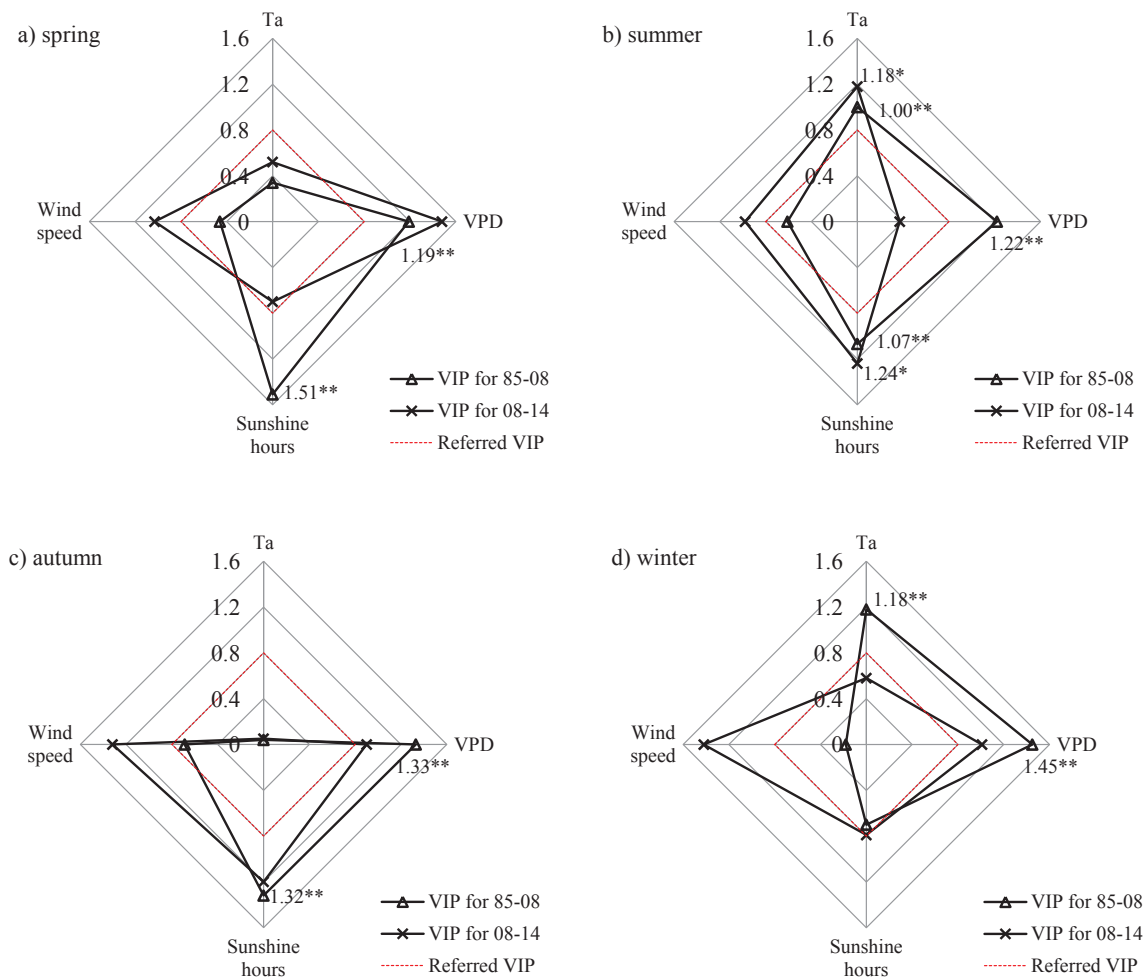 a) spring
Ta
1.6
1.2
0.8
0.4
0
Wind
speed
VPD
1.19**
1.51**
Sunshine
hours
VIP for 85-08
VIP for 08-14
Referred VIP
b) summer
Ta
1.6
1.2
0.8
0.4
0
1.18*
1.00**
Wind
speed
VPD
1.22**
1.07**
1.24*
Sunshine
hours
VIP for 85-08
VIP for 08-14
Referred VIP
c) autumn
Ta
1.6
1.2
0.8
0.4
0
Wind
speed
VPD
1.33**
1.32**
Sunshine
hours
VIP for 85-08
VIP for 08-14
Referred VIP
d) winter
Ta
1.6
1.2
0.8
0.4
0
1.18**
Wind
speed
VPD
1.45**
Sunshine
hours
VIP for 85-08
VIP for 08-14
Referred VIP